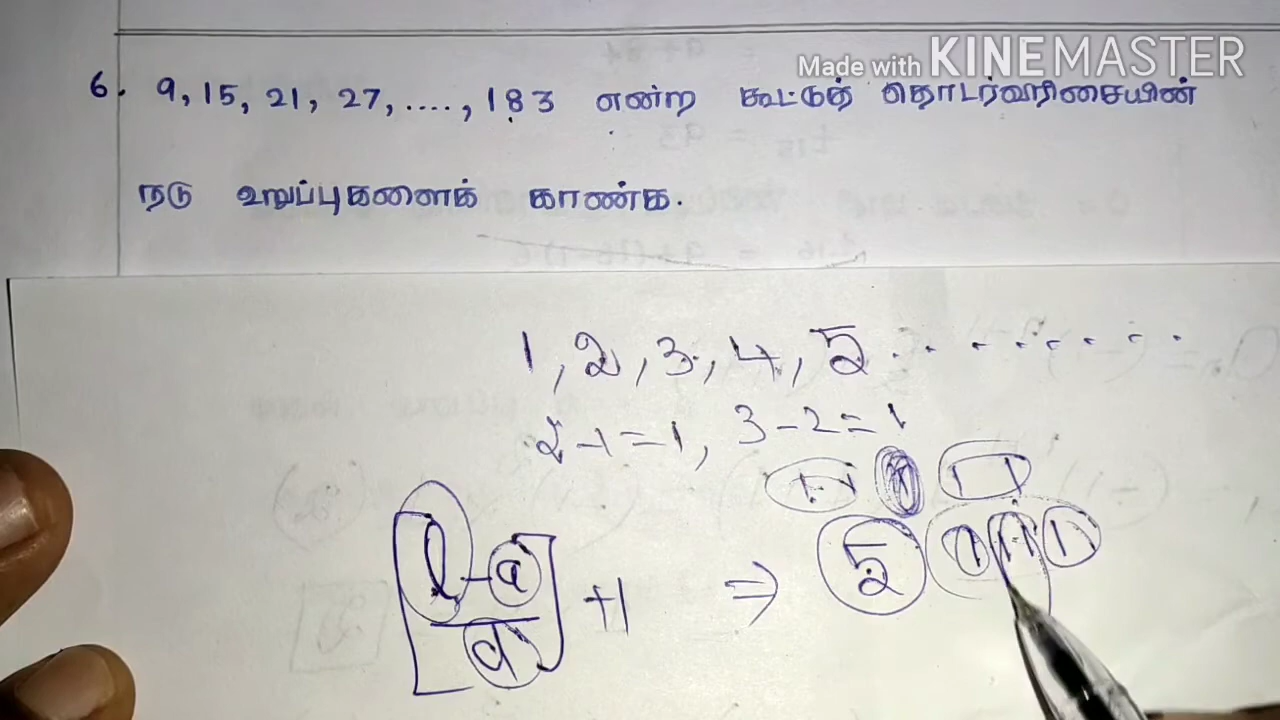 Made with KINEMASTER
6. 9, 15, 21, 27, ...., 183 என்ற கூட்டுத் தொடர்வரிசையின்
நடு உறுப்புகளைக் காண்க.
1, 2, 3, 4, 5 . . . . . . . . .
2-1=1, 3-2=1
[l-a/d] +1 ⇒ 5